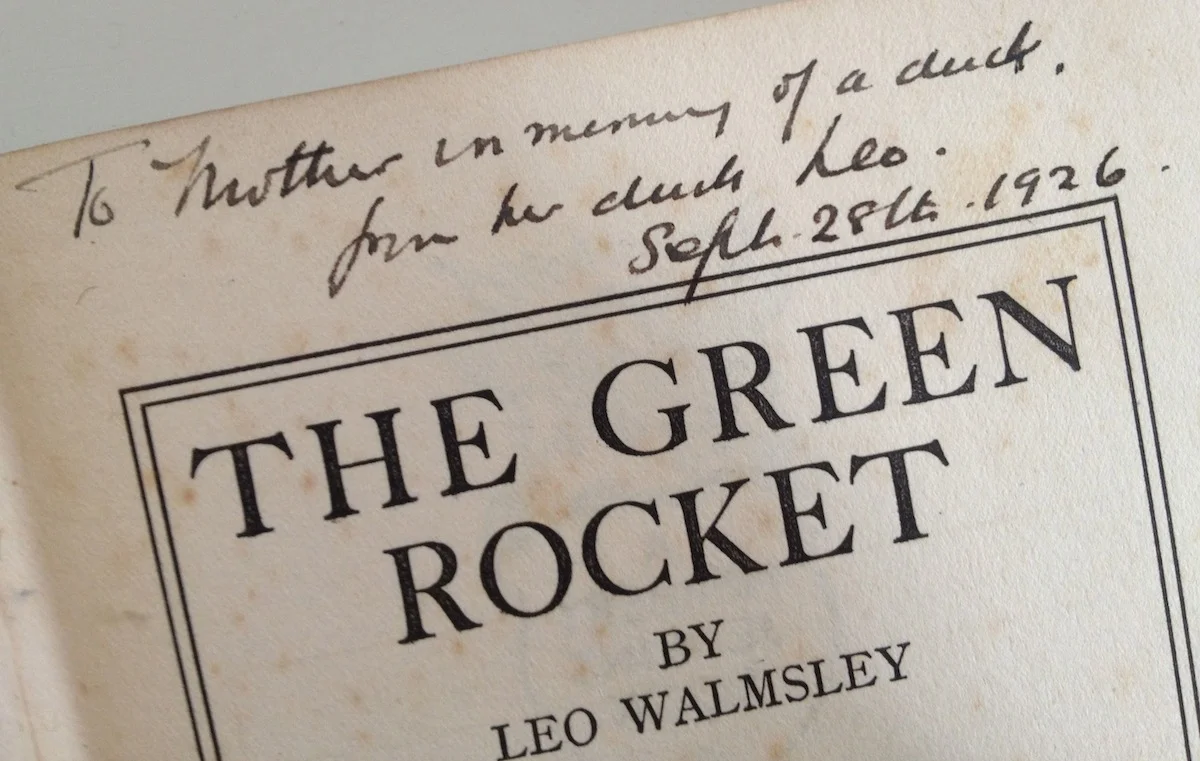 To Mother in memory of a duck.
from her duck Leo.
Sept. 28th. 1926.
THE GREEN
ROCKET
BY
LEO WALMSLEY